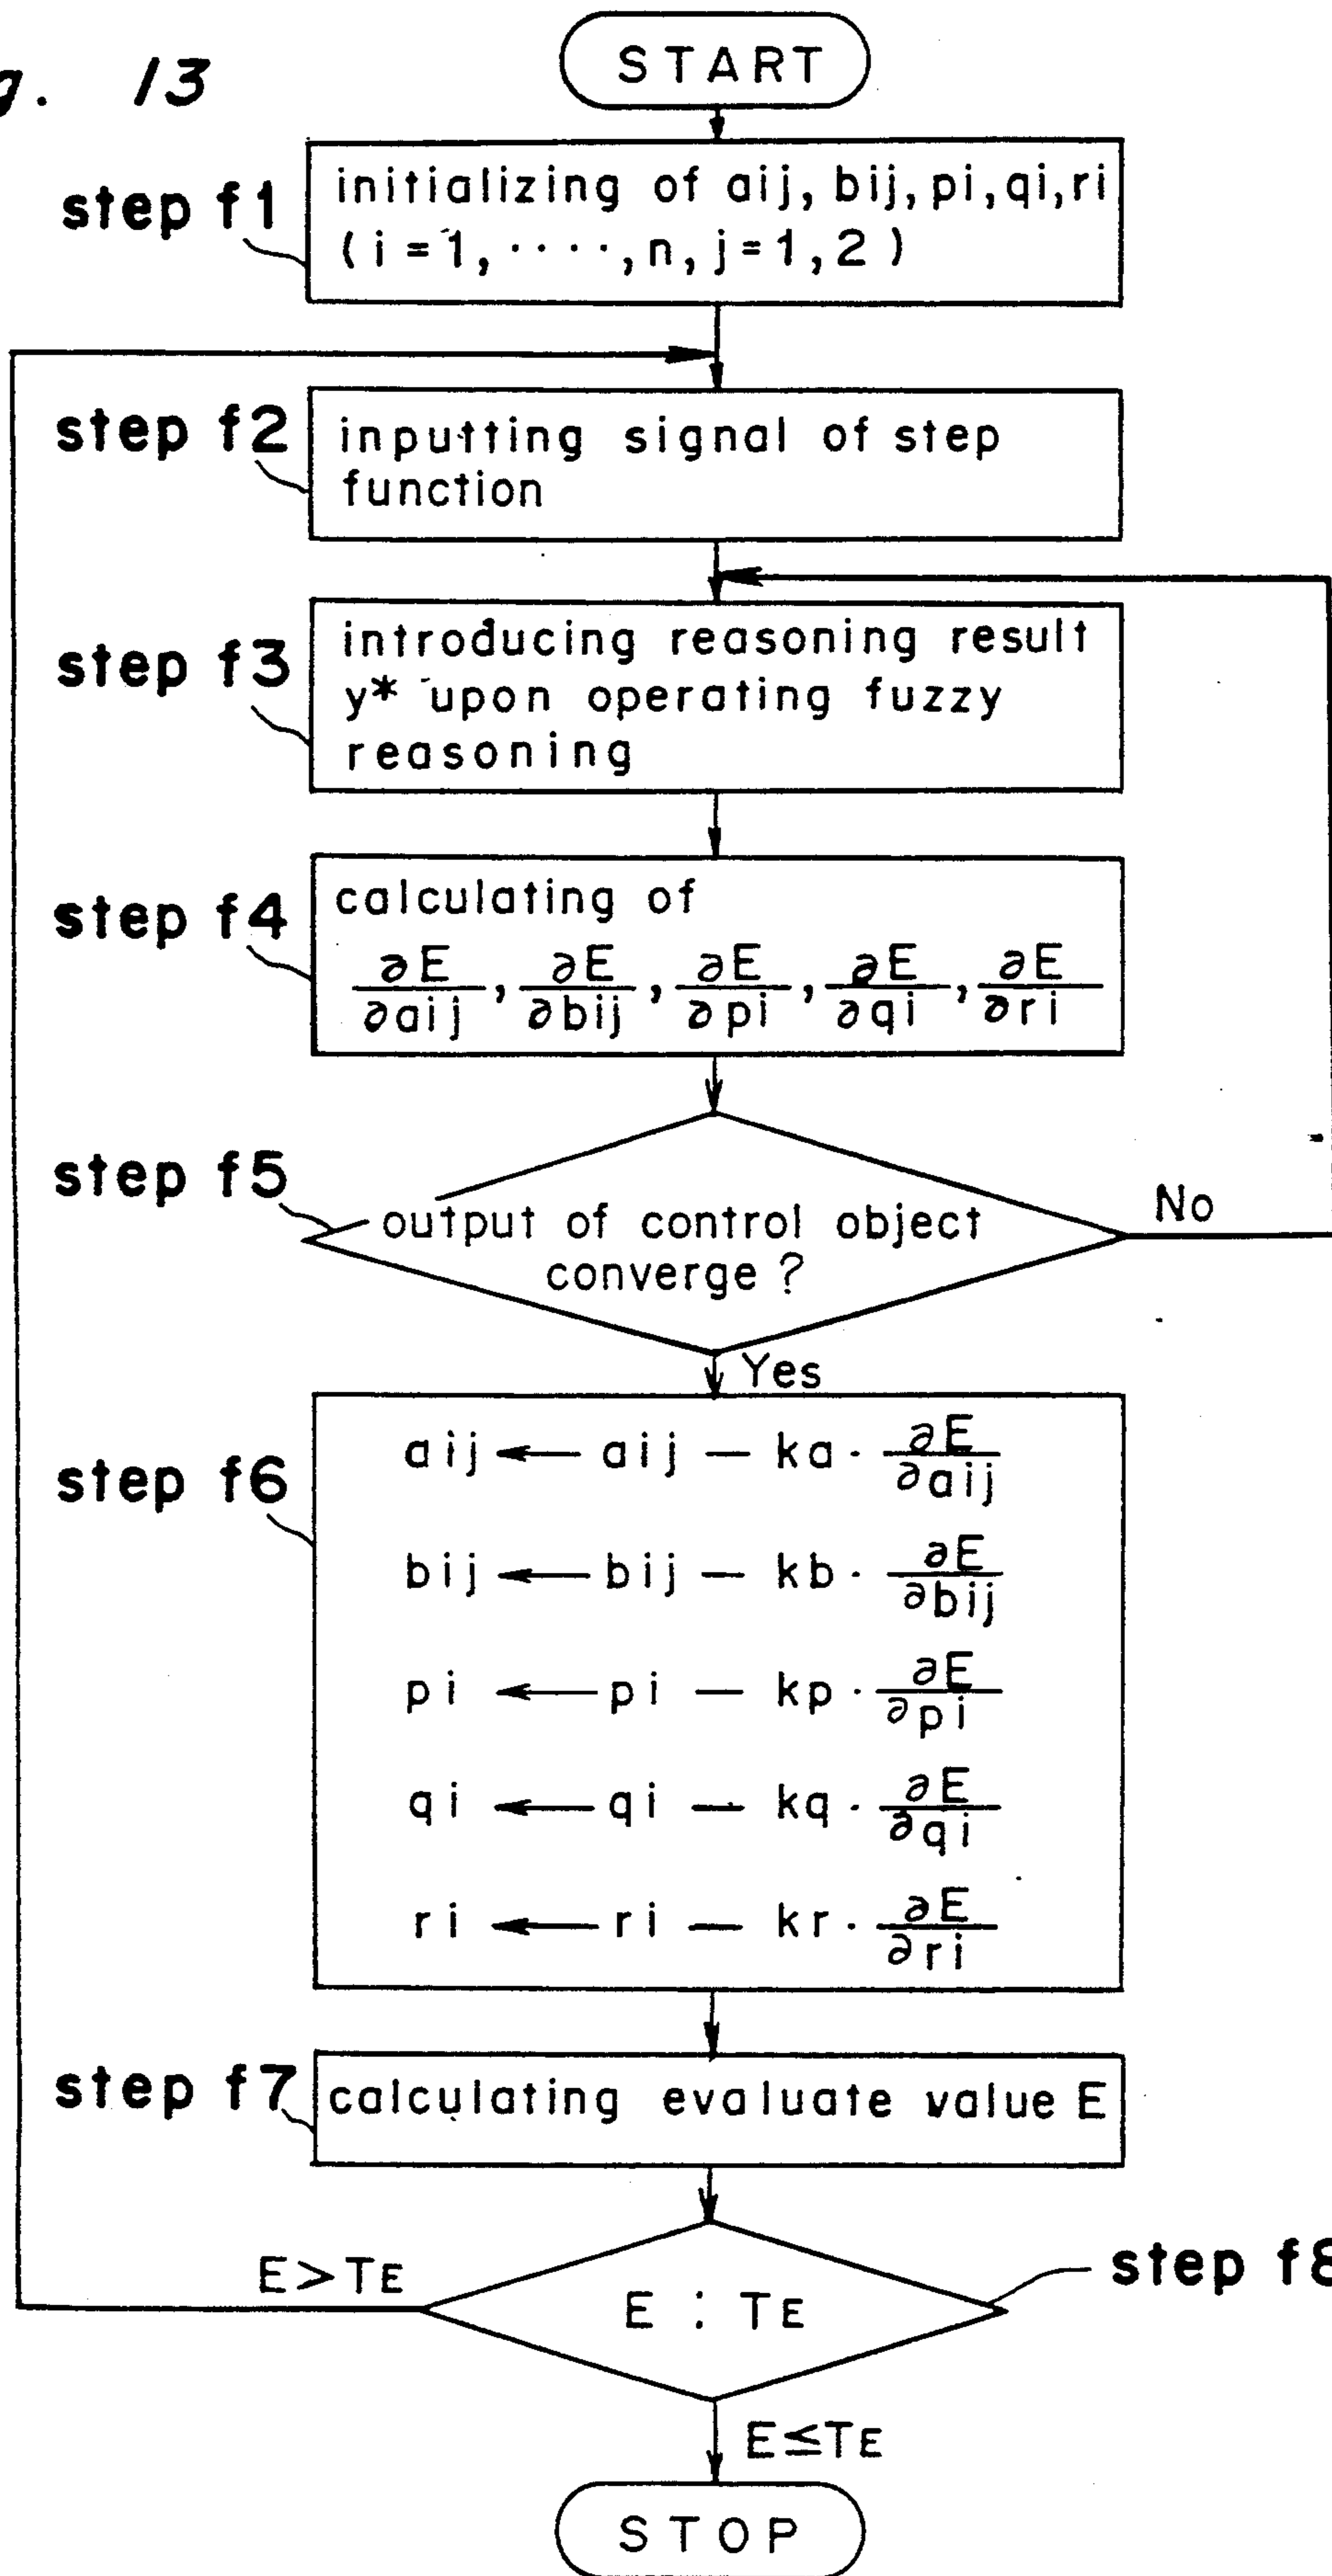 g. 13
START
step f1
initializing of aij, bij, pi, qi, ri
( i = 1, ····, n, j = 1, 2 )
step f2
inputting signal of step
function
step f3
introducing reasoning result
y* upon operating fuzzy
reasoning
step f4
calculating of
∂E/∂aij, ∂E/∂bij, ∂E/∂pi, ∂E/∂qi, ∂E/∂ri
step f5
output of control object
converge ?
No
Yes
step f6
aij ← aij — ka · ∂E/∂aij
bij ← bij — kb · ∂E/∂bij
pi ← pi — kp · ∂E/∂pi
qi ← qi — kq · ∂E/∂qi
ri ← ri — kr · ∂E/∂ri
step f7
calculating evaluate value E
step f8
E > TE
E : TE
E ≤ TE
STOP